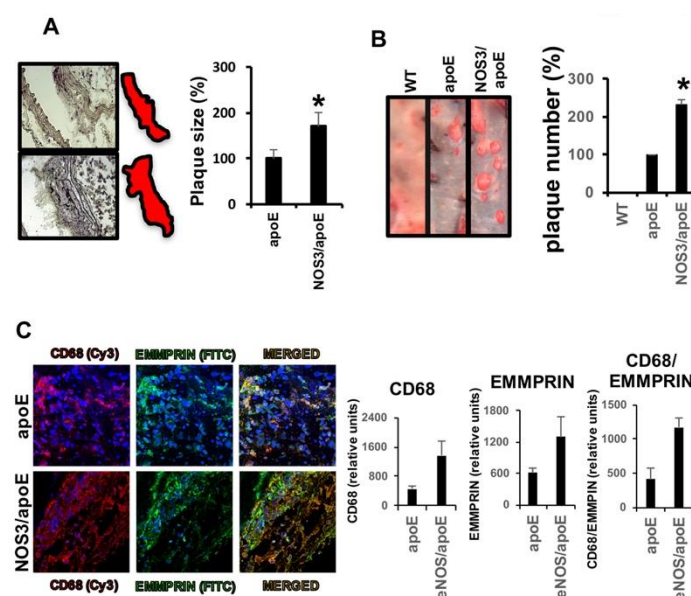 A
Plaque size (%)
300
200
100
0
*
apoE
NOS3/apoE
B
WT
apoE
NOS3/
apoE
plaque number (%)
300
200
100
0
*
WT
apoE
NOS3/apoE
C
CD68 (Cy3)
EMMPRIN (FITC)
MERGED
apoE
NOS3/apoE
CD68 (Cy3)
EMMPRIN (FITC)
MERGED
CD68
CD68 (relative units)
2400
1600
800
0
apoE
eNOS/apoE
EMMPRIN
EMMPRIN (relative units)
1800
1200
600
0
apoE
eNOS/apoE
CD68/
EMMPRIN
CD68/EMMPIN (relative units)
1500
1000
500
0
apoE
eNOS/apoE